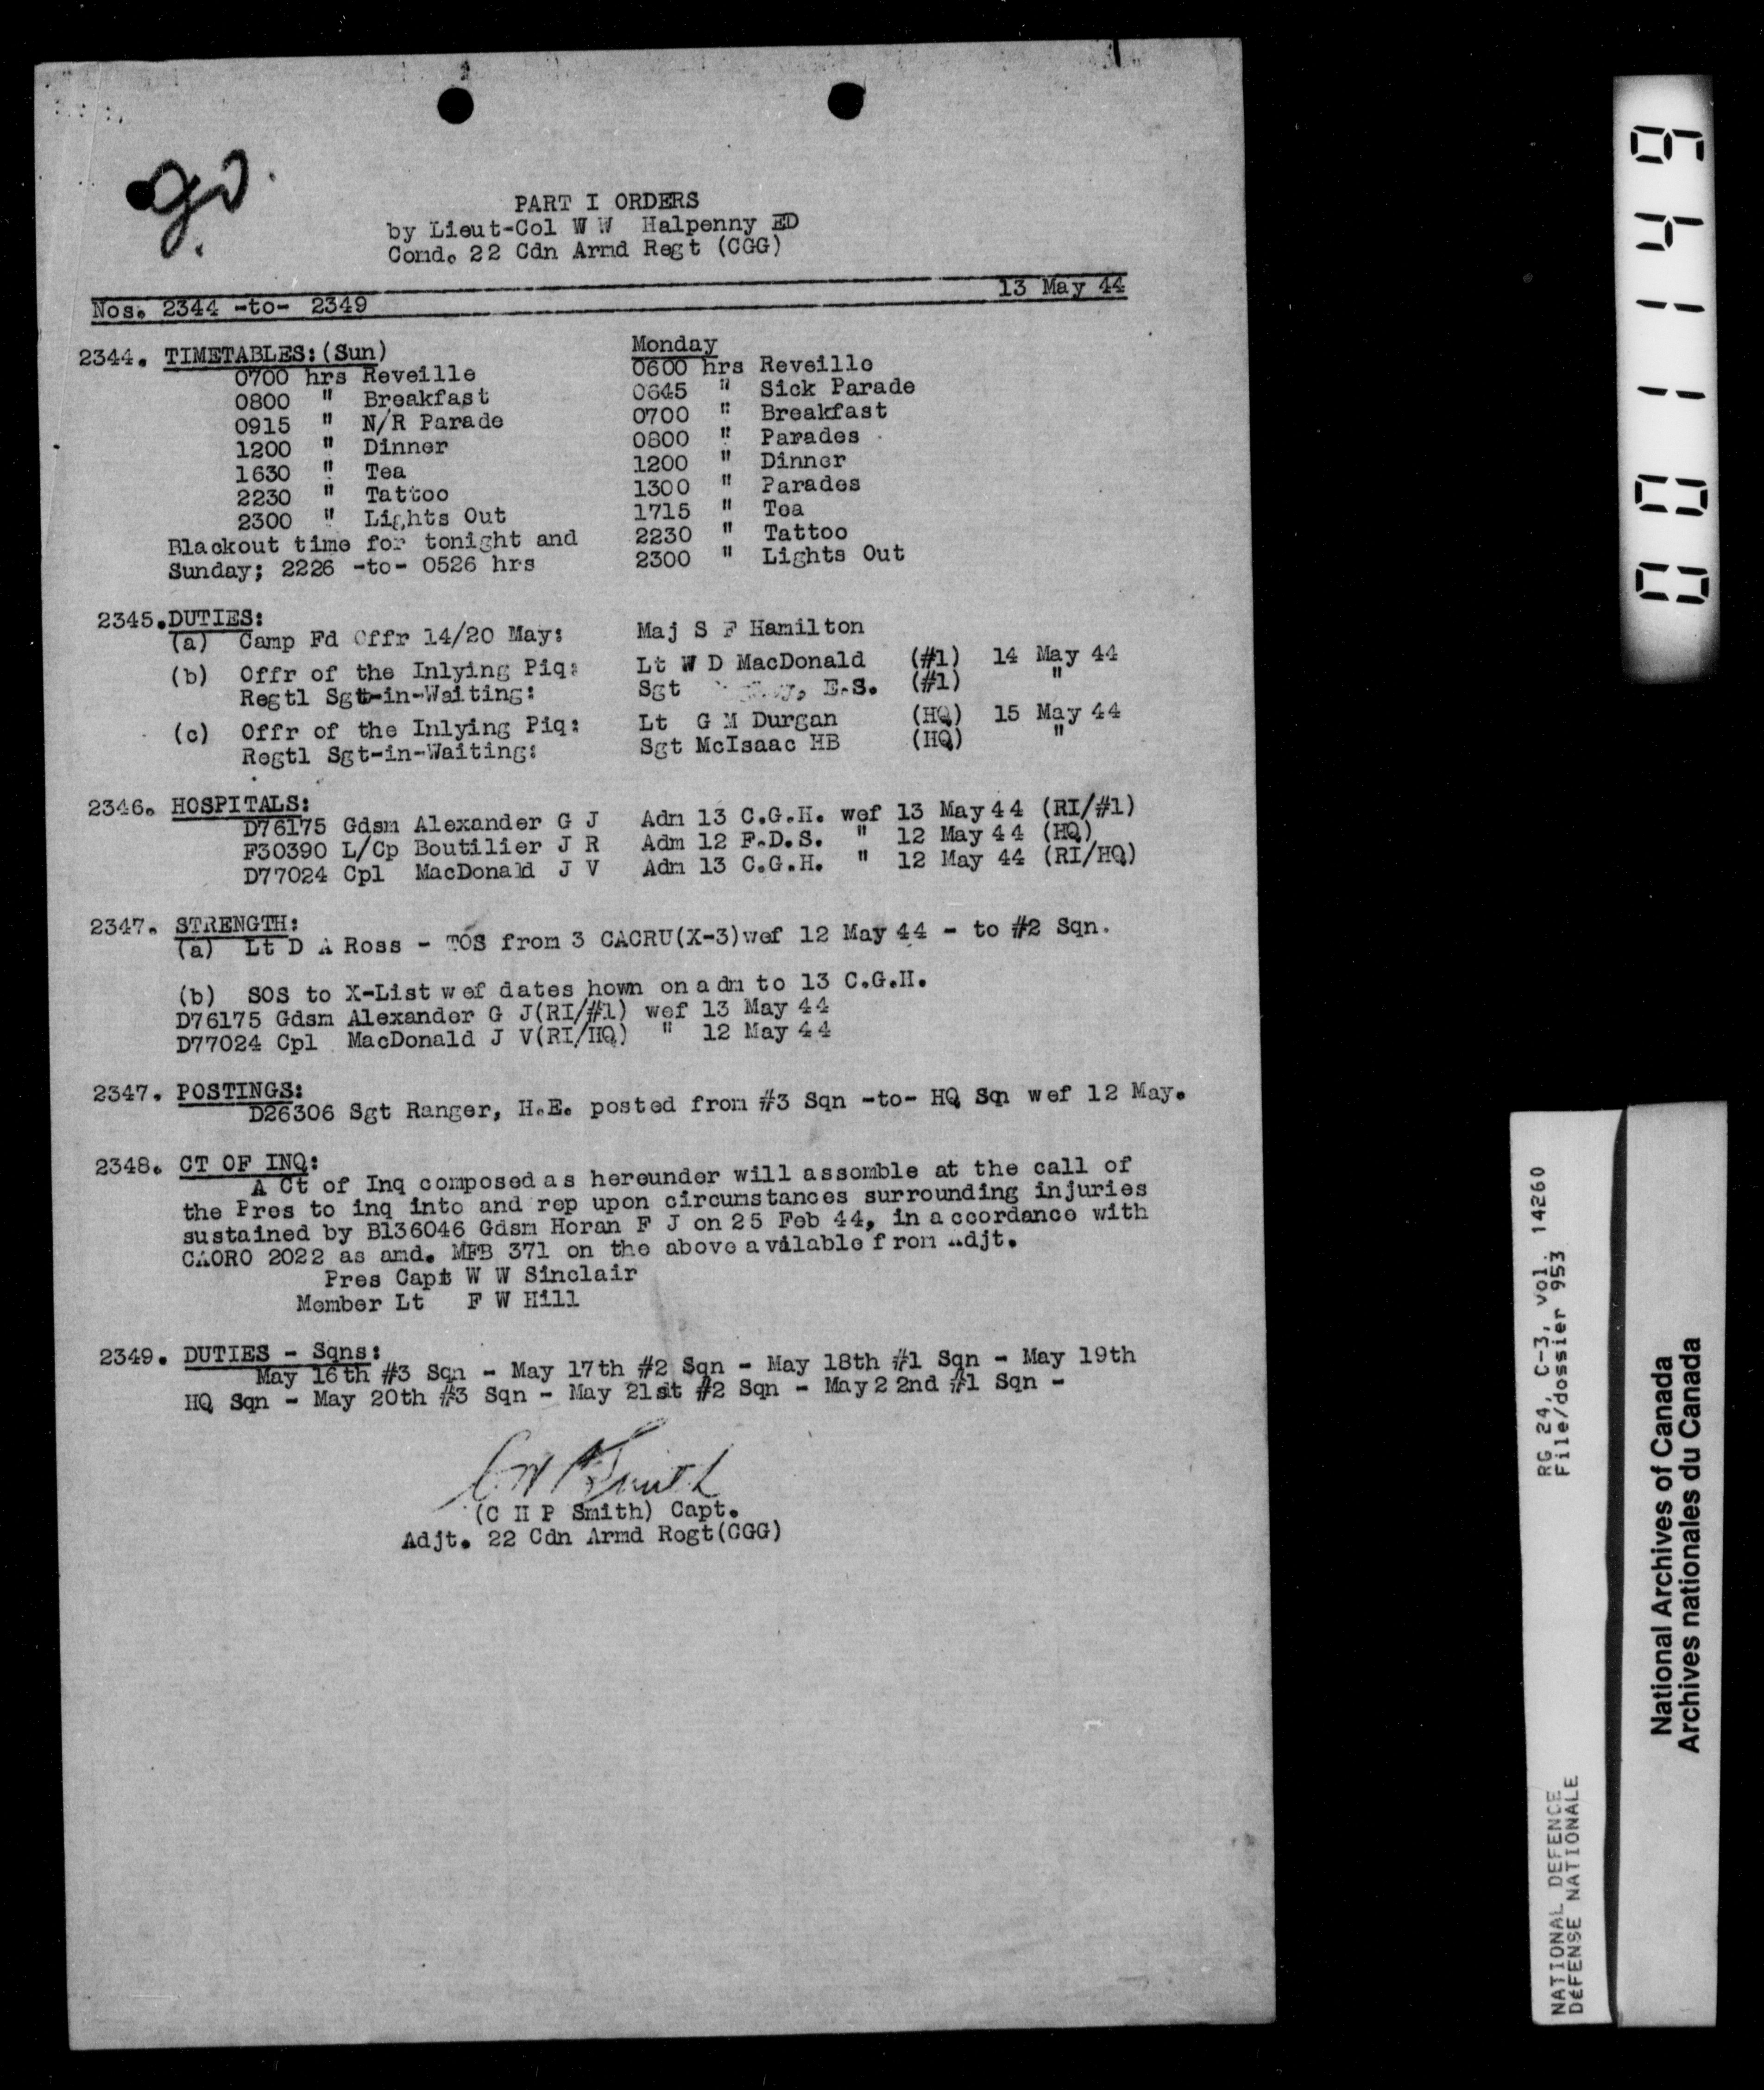 PART I ORDERS
by Lieut-Col W W Halpenny ED
Comd. 22 Cdn Armd Regt (CGG)
Nos. 2344 -to- 2349 13 May 44
2344. TIMETABLES: (Sun) Monday
0700 hrs Reveille 0600 hrs Reveille
0800 " Breakfast 0645 " Sick Parade
0915 " N/R Parade 0700 " Breakfast
1200 " Dinner 0800 " Parades
1630 " Tea 1200 " Dinner
2230 " Tattoo 1300 " Parades
2300 " Lights Out 1715 " Tea
Blackout time for tonight and 2230 " Tattoo
Sunday; 2226 -to- 0526 hrs 2300 " Lights Out
2345. DUTIES:
(a) Camp Fd Offr 14/20 May: Maj S F Hamilton
(b) Offr of the Inlying Piq: Lt W D MacDonald (#1) 14 May 44
Regtl Sgt-in-Waiting: Sgt E.S. (#1) "
(c) Offr of the Inlying Piq: Lt G M Durgan (HQ) 15 May 44
Regtl Sgt-in-Waiting: Sgt McIsaac HB (HQ) "
2346. HOSPITALS:
D76175 Gdsm Alexander G J Adm 13 C.G.H. wef 13 May 44 (RI/#1)
F30390 L/Cp Boutilier J R Adm 12 F.D.S. " 12 May 44 (HQ)
D77024 Cpl MacDonald J V Adm 13 C.G.H. " 12 May 44 (RI/HQ)
2347. STRENGTH:
(a) Lt D A Ross - TOS from 3 CACRU(X-3)wef 12 May 44 - to #2 Sqn.
(b) SOS to X-List wef dates hown on adm to 13 C.G.H.
D76175 Gdsm Alexander G J(RI/#1) wef 13 May 44
D77024 Cpl MacDonald J V(RI/HQ) " 12 May 44
2347. POSTINGS:
D26306 Sgt Ranger, H.E. posted from #3 Sqn -to- HQ Sqn wef 12 May.
2348. CT OF INQ:
A Ct of Inq composed as hereunder will assemble at the call of
the Pres to inq into and rep upon circumstances surrounding injuries
sustained by B136046 Gdsm Horan F J on 25 Feb 44, in accordance with
CAORO 2022 as amd. MFB 371 on the above avilable from Adjt.
Pres Capt W W Sinclair
Member Lt F W Hill
2349. DUTIES - Sqns:
May 16th #3 Sqn - May 17th #2 Sqn - May 18th #1 Sqn - May 19th
HQ Sqn - May 20th #3 Sqn - May 21st #2 Sqn - May 22nd #1 Sqn -
(C H P Smith) Capt.
Adjt. 22 Cdn Armd Regt(CGG)
001149
RG 24, C-3, vol. 14260
File/dossier 953
NATIONAL DEFENCE
DÉFENSE NATIONALE
National Archives of Canada
Archives nationales du Canada